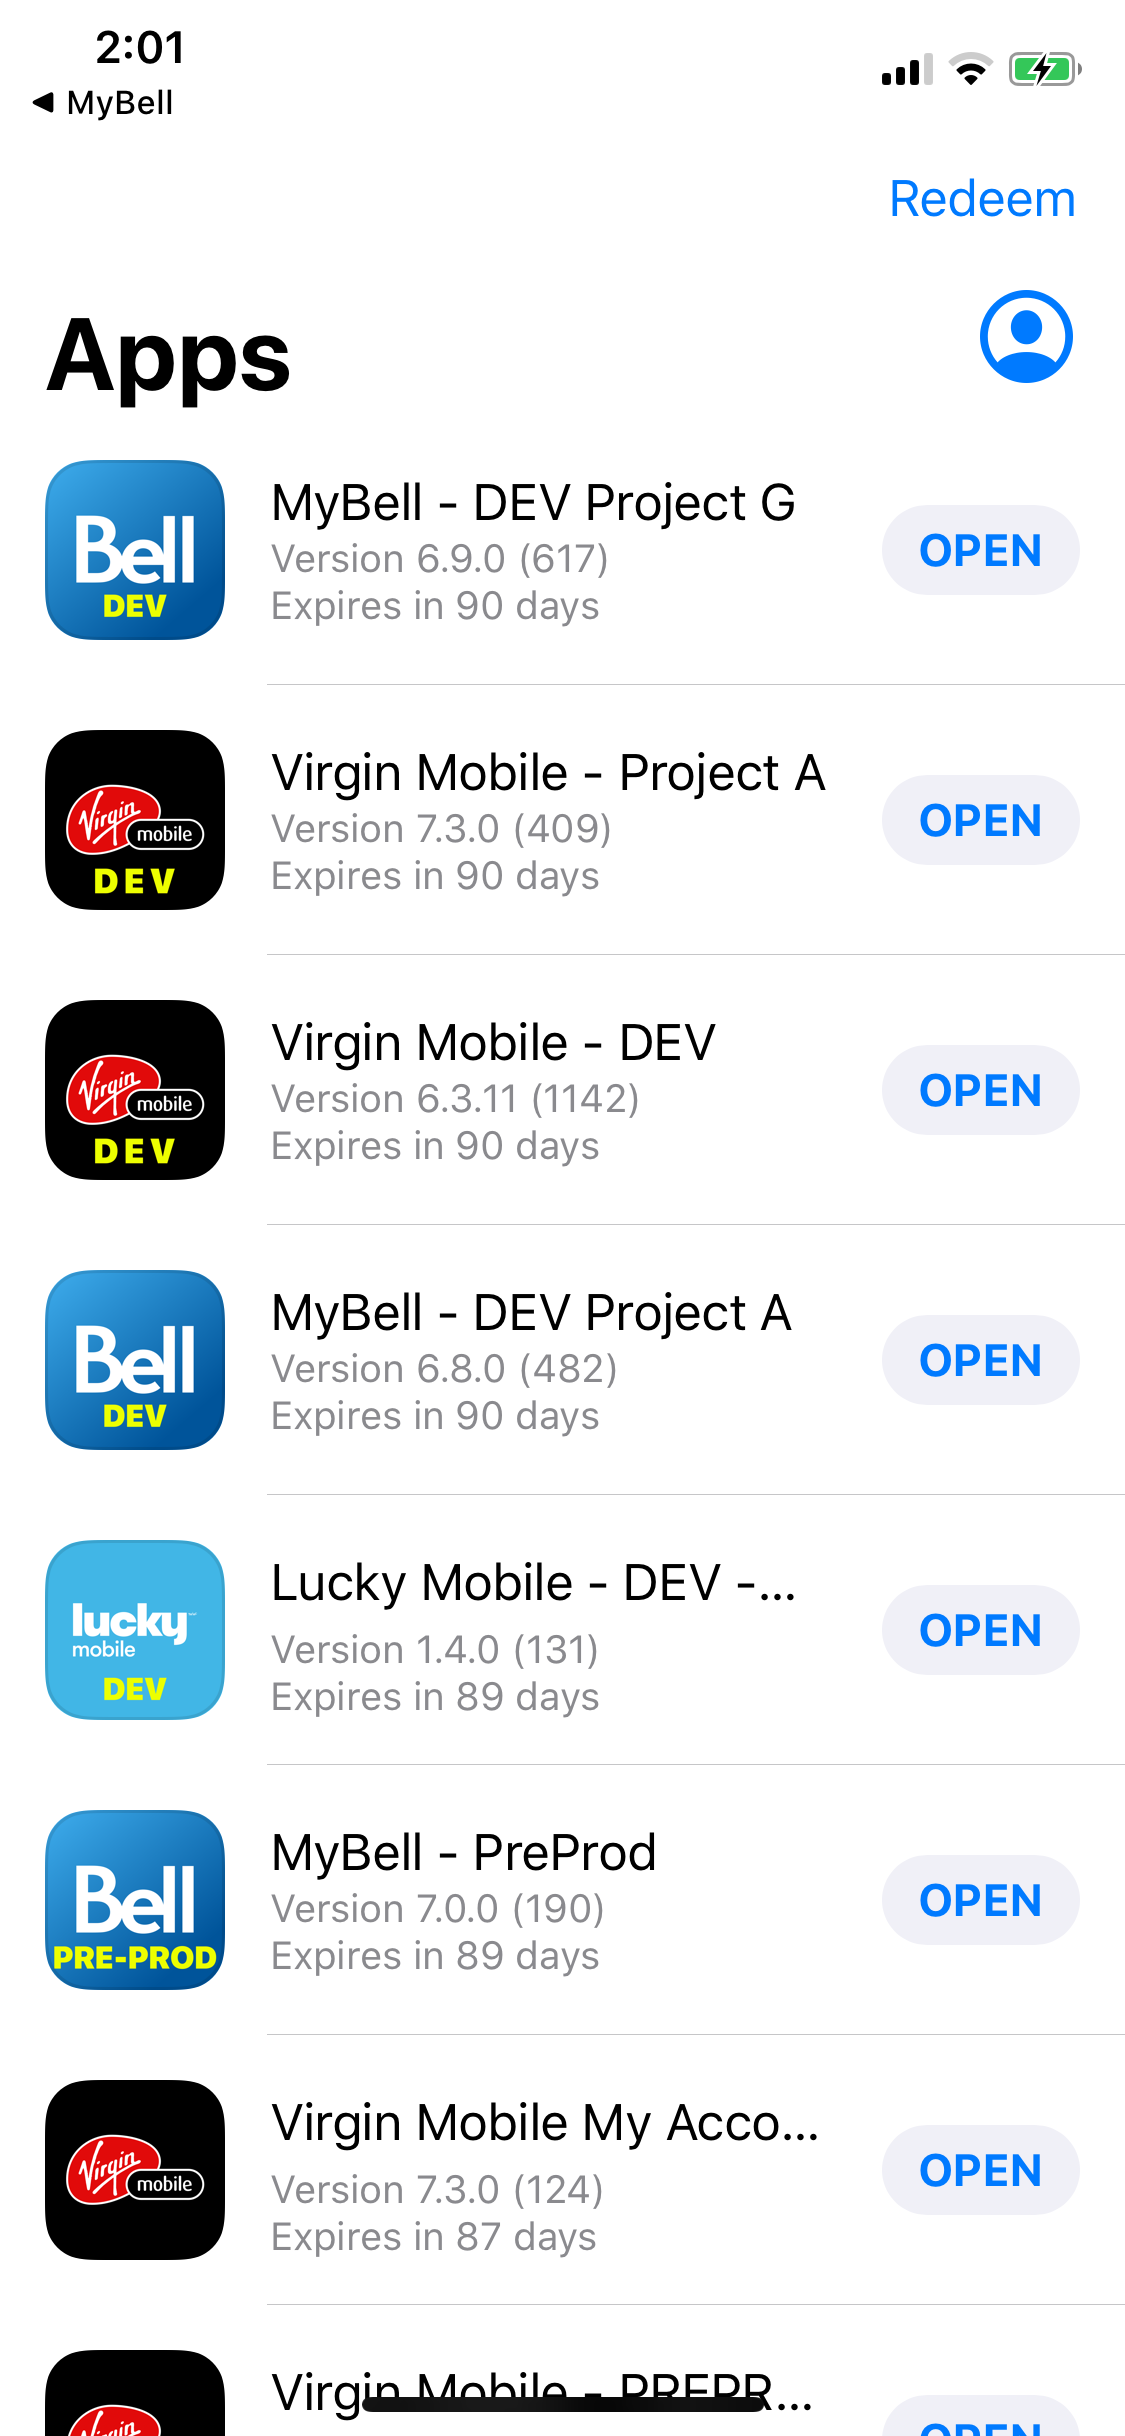 2:01
◀ MyBell
Redeem
Apps
Bell
DEV
MyBell - DEV Project G
Version 6.9.0 (617)
Expires in 90 days
OPEN
Virgin
mobile
DEV
Virgin Mobile - Project A
Version 7.3.0 (409)
Expires in 90 days
OPEN
Virgin
mobile
DEV
Virgin Mobile - DEV
Version 6.3.11 (1142)
Expires in 90 days
OPEN
Bell
DEV
MyBell - DEV Project A
Version 6.8.0 (482)
Expires in 90 days
OPEN
lucky
mobile
DEV
Lucky Mobile - DEV -...
Version 1.4.0 (131)
Expires in 89 days
OPEN
Bell
PRE-PROD
MyBell - PreProd
Version 7.0.0 (190)
Expires in 89 days
OPEN
Virgin
mobile
Virgin Mobile My Acco...
Version 7.3.0 (124)
Expires in 87 days
OPEN
Virgin
Virgin Mobile - PREPR...
OPEN